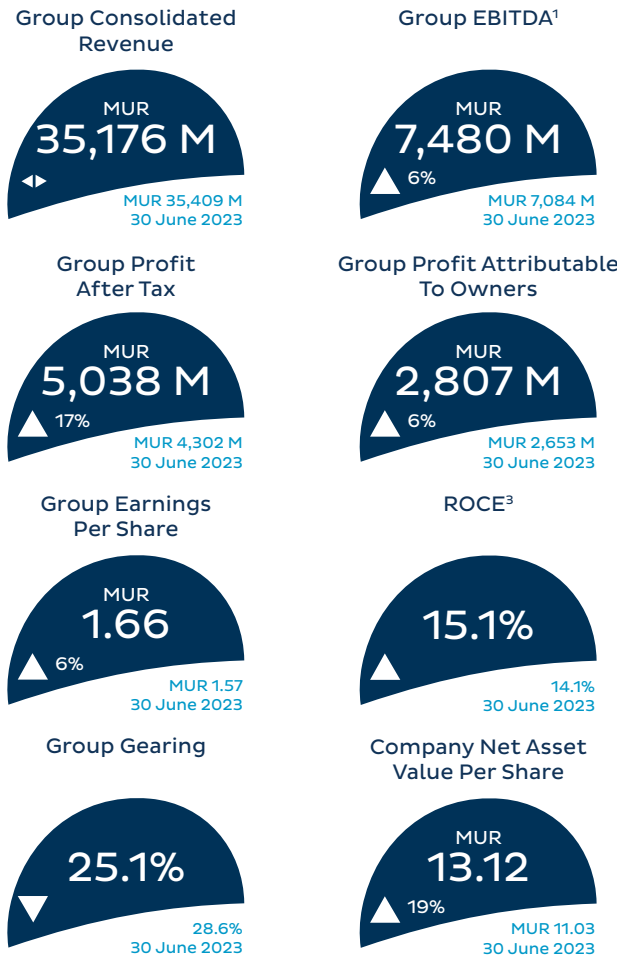 Group Consolidated
Revenue
MUR
35,176 M
MUR 35,409 M
30 June 2023
Group EBITDA¹
MUR
7,480 M
6%
MUR 7,084 M
30 June 2023
Group Profit
After Tax
MUR
5,038 M
17%
MUR 4,302 M
30 June 2023
Group Profit Attributable
To Owners
MUR
2,807 M
6%
MUR 2,653 M
30 June 2023
Group Earnings
Per Share
MUR
1.66
6%
MUR 1.57
30 June 2023
ROCE³
15.1%
14.1%
30 June 2023
Group Gearing
25.1%
28.6%
30 June 2023
Company Net Asset
Value Per Share
MUR
13.12
19%
MUR 11.03
30 June 2023